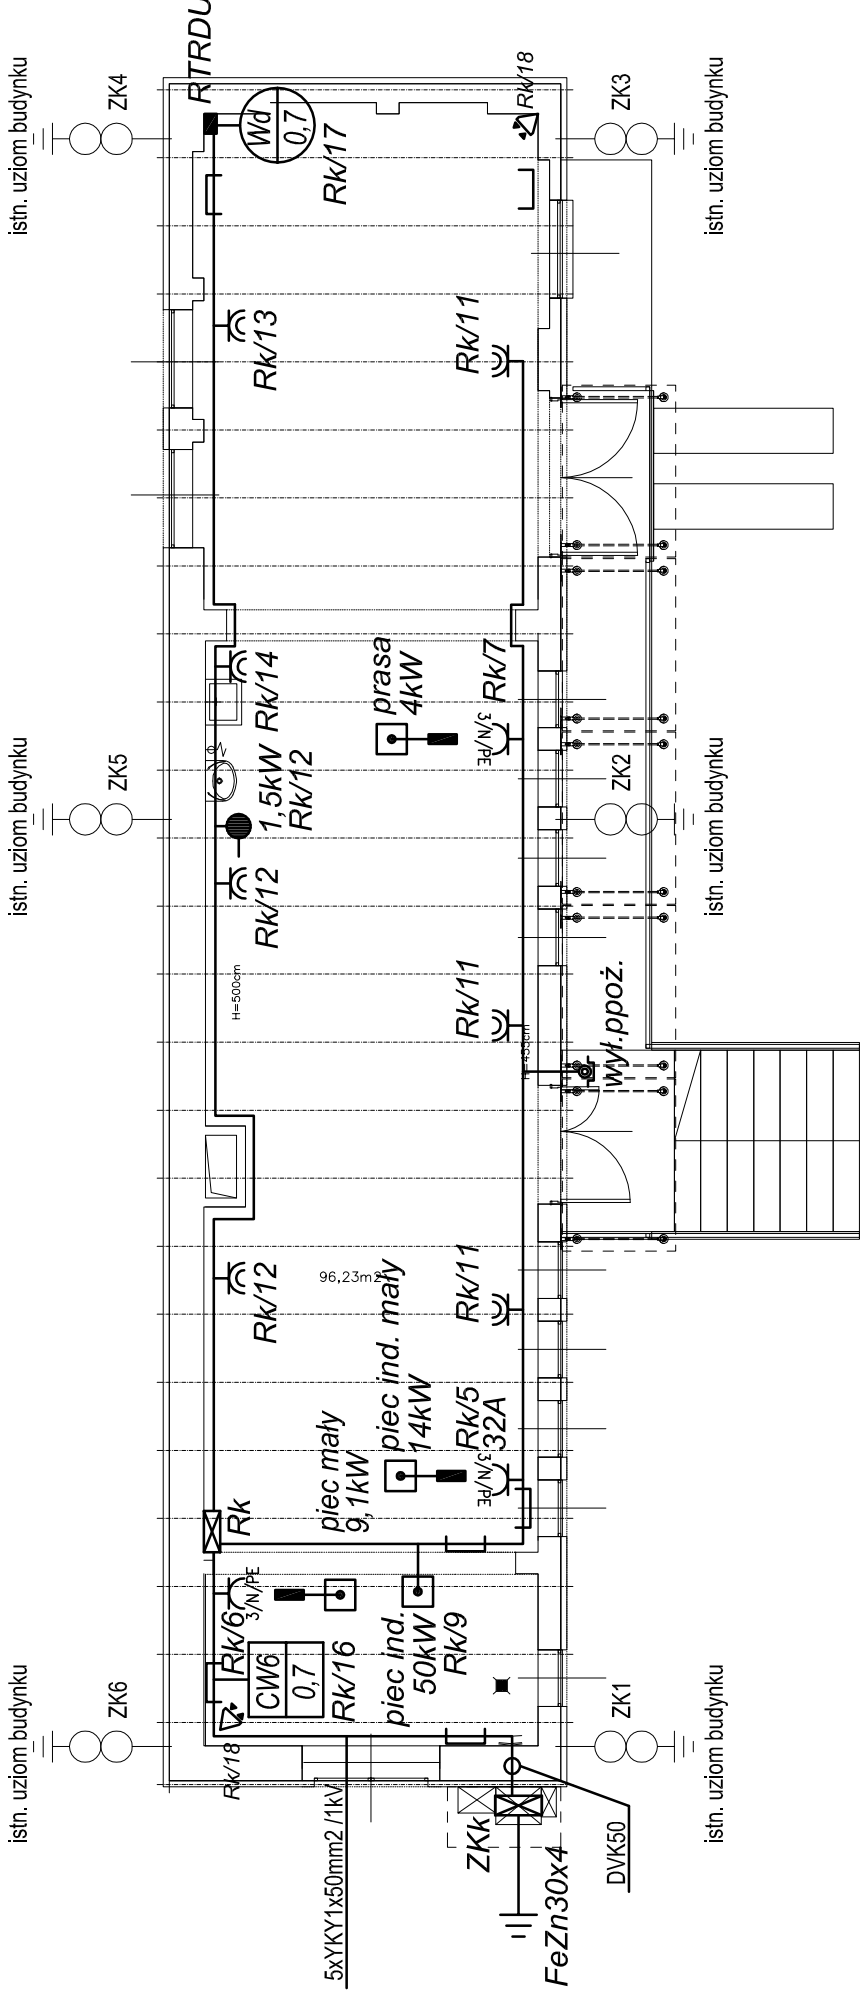 istn. uziom budynku
ZK4
RTRDU
Wd
0,7
Rk/17
Rk/18
ZK3
istn. uziom budynku
Rk/13
Rk/11
Rk/14
prasa
4kW
Rk/7
3/N/PE
istn. uziom budynku
ZK5
1,5kW
Rk/12
ZK2
istn. uziom budynku
Rk/12
H=500cm
Rk/11
H=455cm
wył.ppoż.
Rk/12
96,23m2
Rk/11
piec ind. mały
14kW
Rk/5
32A
3/N/PE
piec mały
9,1kW
Rk
3/N/PE
Rk/6
CW6
0,7
Rk/16
piec ind.
50kW
Rk/9
istn. uziom budynku
ZK6
Rk/18
ZK1
istn. uziom budynku
5xYKY1x50mm2 /1kV
ZKk
FeZn30x4
DVK50